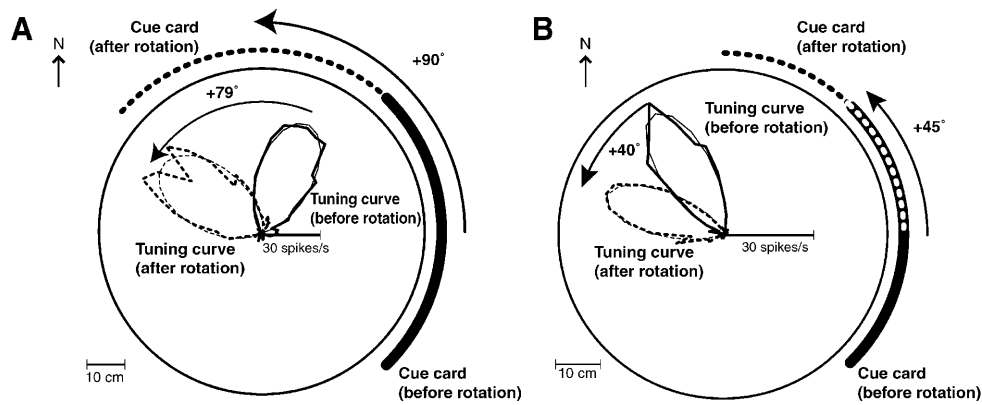 A
N
Cue card
(after rotation)
+90°
+79°
Tuning curve
(before rotation)
30 spikes/s
Tuning curve
(after rotation)
10 cm
Cue card
(before rotation)
B
N
Cue card
(after rotation)
Tuning curve
(before rotation)
+45°
+40°
30 spikes/s
Tuning curve
(after rotation)
10 cm
Cue card
(before rotation)